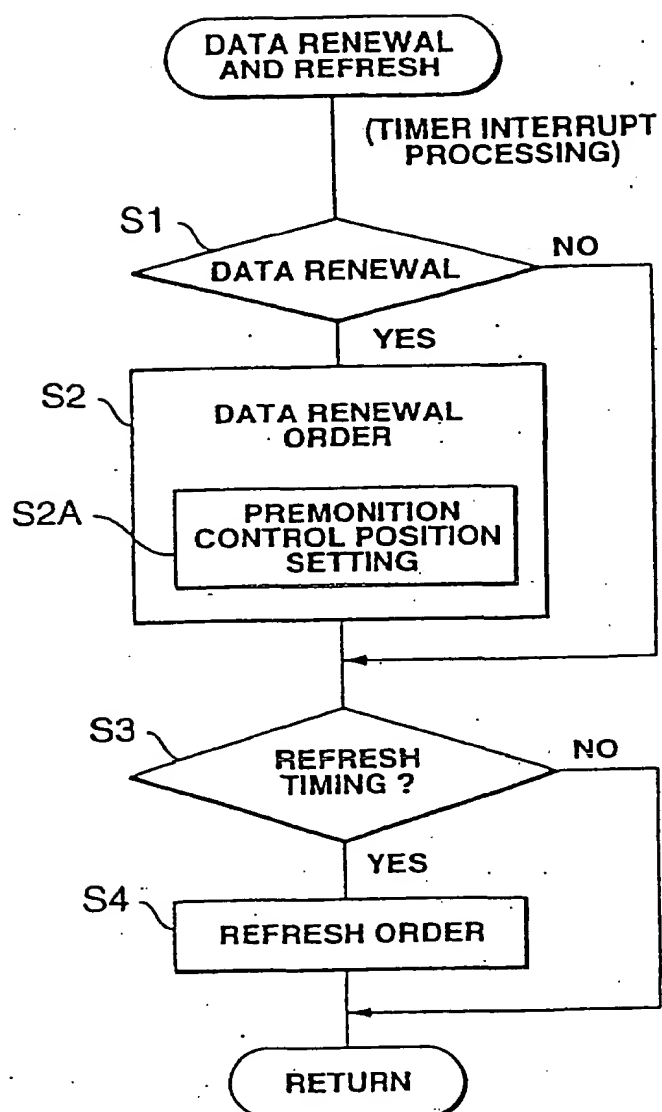 DATA RENEWAL
AND REFRESH
(TIMER INTERRUPT
PROCESSING)
S1
DATA RENEWAL
NO
YES
S2
DATA RENEWAL
ORDER
S2A
PREMONITION
CONTROL POSITION
SETTING
S3
REFRESH
TIMING ?
NO
YES
S4
REFRESH ORDER
RETURN